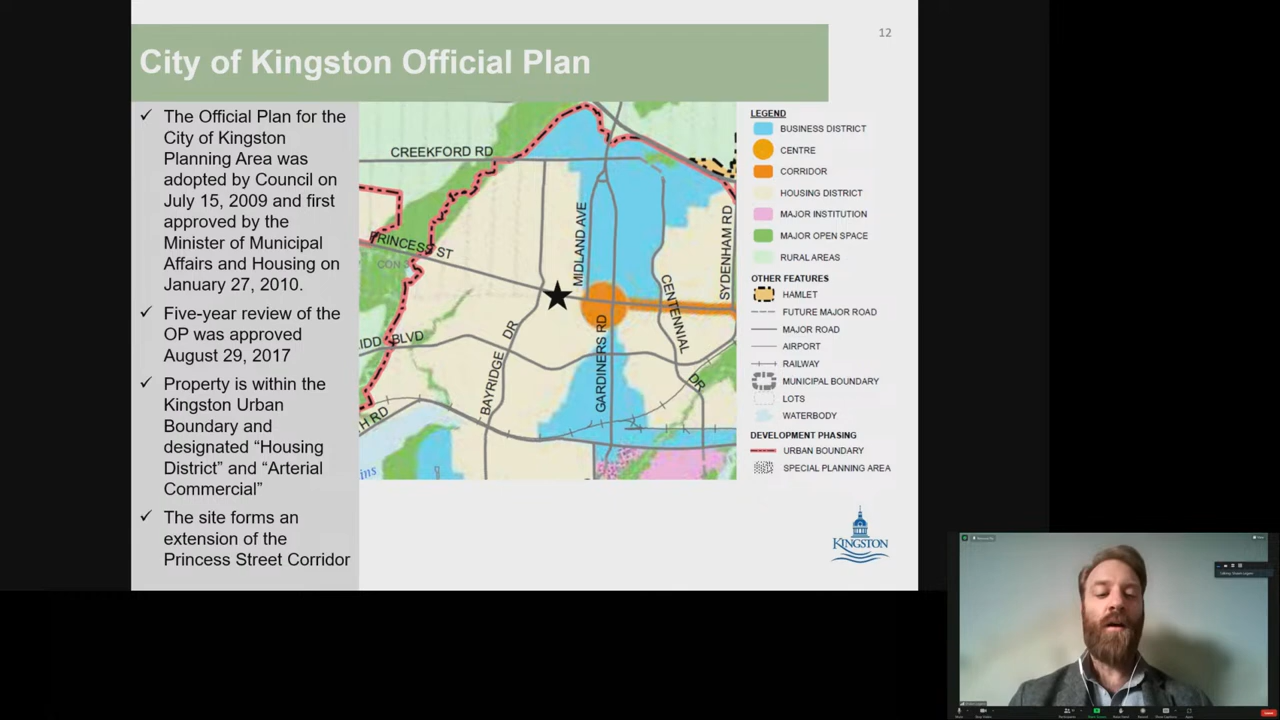 12
City of Kingston Official Plan
✓ The Official Plan for the
City of Kingston
Planning Area was
adopted by Council on
July 15, 2009 and first
approved by the
Minister of Municipal
Affairs and Housing on
January 27, 2010.
✓ Five-year review of the
OP was approved
August 29, 2017
✓ Property is within the
Kingston Urban
Boundary and
designated “Housing
District” and “Arterial
Commercial”
✓ The site forms an
extension of the
Princess Street Corridor
CREEKFORD RD
PRINCESS ST
MIDLAND AVE
SYDENHAM RD
CENTENNIAL
DR
GARDINERS RD
BAYRIDGE DR
IDD BLVD
H RD
LEGEND
BUSINESS DISTRICT
CENTRE
CORRIDOR
HOUSING DISTRICT
MAJOR INSTITUTION
MAJOR OPEN SPACE
RURAL AREAS
OTHER FEATURES
HAMLET
FUTURE MAJOR ROAD
MAJOR ROAD
AIRPORT
RAILWAY
MUNICIPAL BOUNDARY
LOTS
WATERBODY
DEVELOPMENT PHASING
URBAN BOUNDARY
SPECIAL PLANNING AREA
KINGSTON